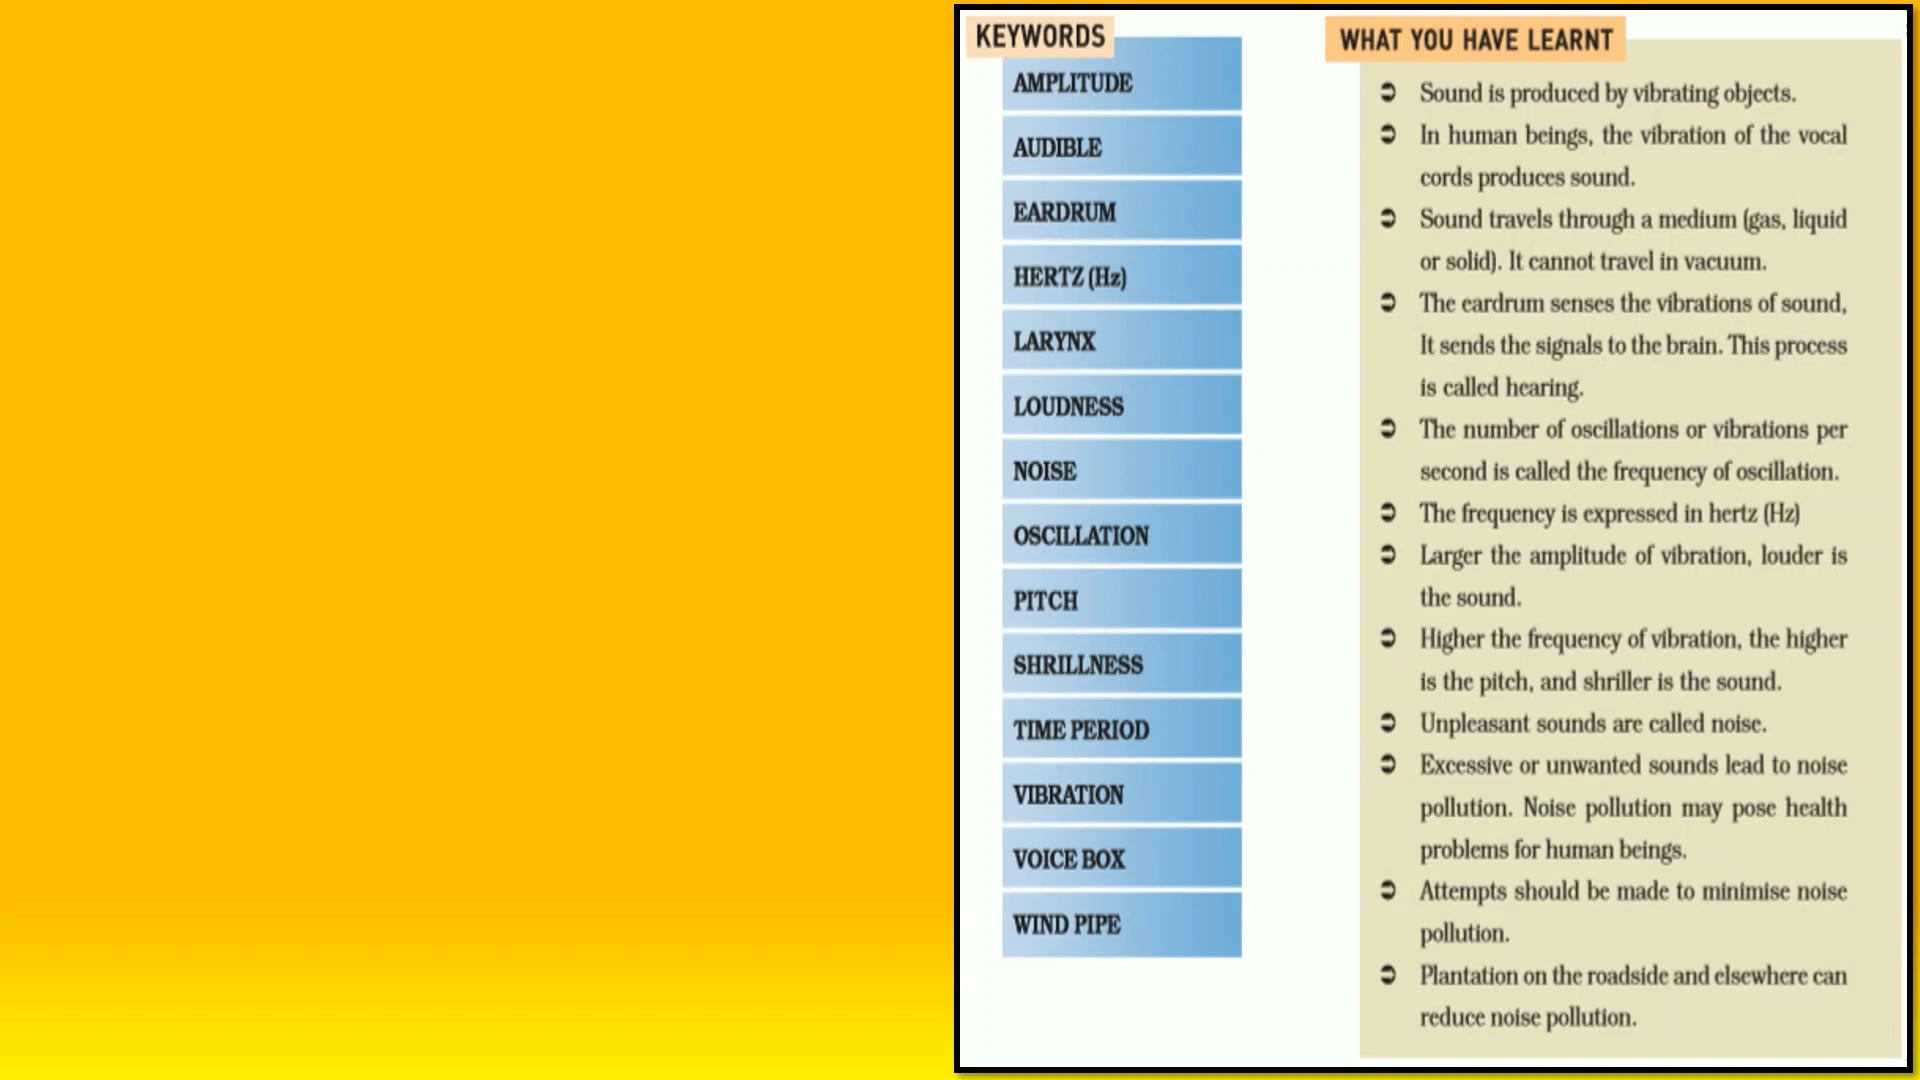 KEYWORDS
AMPLITUDE
AUDIBLE
EARDRUM
HERTZ (Hz)
LARYNX
LOUDNESS
NOISE
OSCILLATION
PITCH
SHRILLNESS
TIME PERIOD
VIBRATION
VOICE BOX
WIND PIPE
WHAT YOU HAVE LEARNT
➲ Sound is produced by vibrating objects.
➲ In human beings, the vibration of the vocal
cords produces sound.
➲ Sound travels through a medium (gas, liquid
or solid). It cannot travel in vacuum.
➲ The eardrum senses the vibrations of sound,
It sends the signals to the brain. This process
is called hearing.
➲ The number of oscillations or vibrations per
second is called the frequency of oscillation.
➲ The frequency is expressed in hertz (Hz)
➲ Larger the amplitude of vibration, louder is
the sound.
➲ Higher the frequency of vibration, the higher
is the pitch, and shriller is the sound.
➲ Unpleasant sounds are called noise.
➲ Excessive or unwanted sounds lead to noise
pollution. Noise pollution may pose health
problems for human beings.
➲ Attempts should be made to minimise noise
pollution.
➲ Plantation on the roadside and elsewhere can
reduce noise pollution.